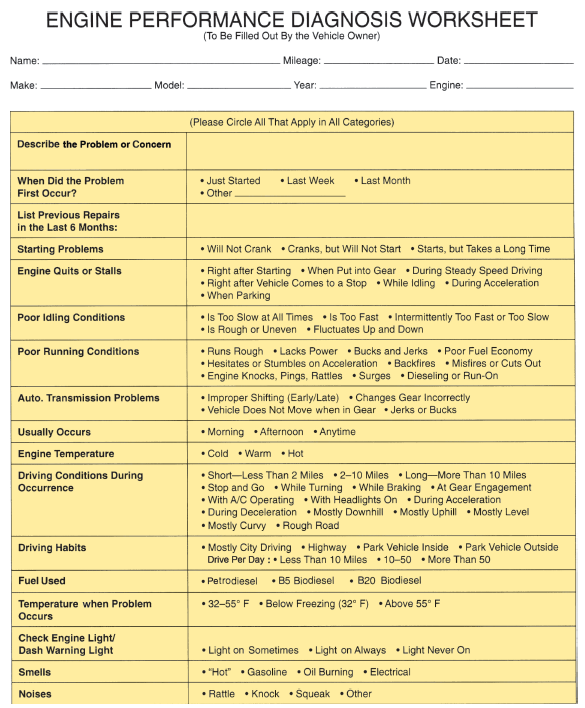 ENGINE PERFORMANCE DIAGNOSIS WORKSHEET
(To Be Filled Out By the Vehicle Owner)
Name: Mileage: Date:
Make: Model: Year: Engine:
(Please Circle All That Apply in All Categories)
Describe the Problem or Concern
When Did the Problem First Occur?
• Just Started • Last Week • Last Month
• Other
List Previous Repairs
in the Last 6 Months:
Starting Problems
• Will Not Crank • Cranks, but Will Not Start • Starts, but Takes a Long Time
Engine Quits or Stalls
• Right after Starting • When Put into Gear • During Steady Speed Driving
• Right after Vehicle Comes to a Stop • While Idling • During Acceleration
• When Parking
Poor Idling Conditions
• Is Too Slow at All Times • Is Too Fast • Intermittently Too Fast or Too Slow
• Is Rough or Uneven • Fluctuates Up and Down
Poor Running Conditions
• Runs Rough • Lacks Power • Bucks and Jerks • Poor Fuel Economy
• Hesitates or Stumbles on Acceleration • Backfires • Misfires or Cuts Out
• Engine Knocks, Pings, Rattles • Surges • Dieseling or Run-On
Auto. Transmission Problems
• Improper Shifting (Early/Late) • Changes Gear Incorrectly
• Vehicle Does Not Move when in Gear • Jerks or Bucks
Usually Occurs
• Morning • Afternoon • Anytime
Engine Temperature
• Cold • Warm • Hot
Driving Conditions During
Occurrence
• Short—Less Than 2 Miles • 2–10 Miles • Long—More Than 10 Miles
• Stop and Go • While Turning • While Braking • At Gear Engagement
• With A/C Operating • With Headlights On • During Acceleration
• During Deceleration • Mostly Downhill • Mostly Uphill • Mostly Level
• Mostly Curvy • Rough Road
Driving Habits
• Mostly City Driving • Highway • Park Vehicle Inside • Park Vehicle Outside
Drive Per Day : • Less Than 10 Miles • 10–50 • More Than 50
Fuel Used
• Petrodiesel • B5 Biodiesel • B20 Biodiesel
Temperature when Problem
Occurs
• 32–55° F • Below Freezing (32° F) • Above 55° F
Check Engine Light/
Dash Warning Light
• Light on Sometimes • Light on Always • Light Never On
Smells
• "Hot" • Gasoline • Oil Burning • Electrical
Noises
• Rattle • Knock • Squeak • Other